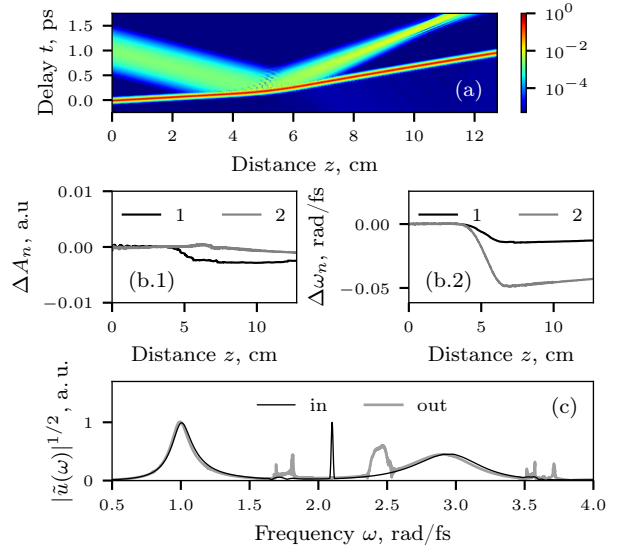 Delay t, ps
1.5
1.0
0.5
0.0
(a)
0 2 4 6 8 10 12
Distance z, cm
10^0
10^−2
10^−4
ΔA_n, a.u
0.01
0.00
−0.01
1 2
(b.1)
0 5 10
Distance z, cm
Δω_n, rad/fs
0.00
−0.05
1 2
(b.2)
0 5 10
Distance z, cm
|ũ(ω)|^1/2, a. u.
1
0
in out
(c)
0.5 1.0 1.5 2.0 2.5 3.0 3.5 4.0
Frequency ω, rad/fs